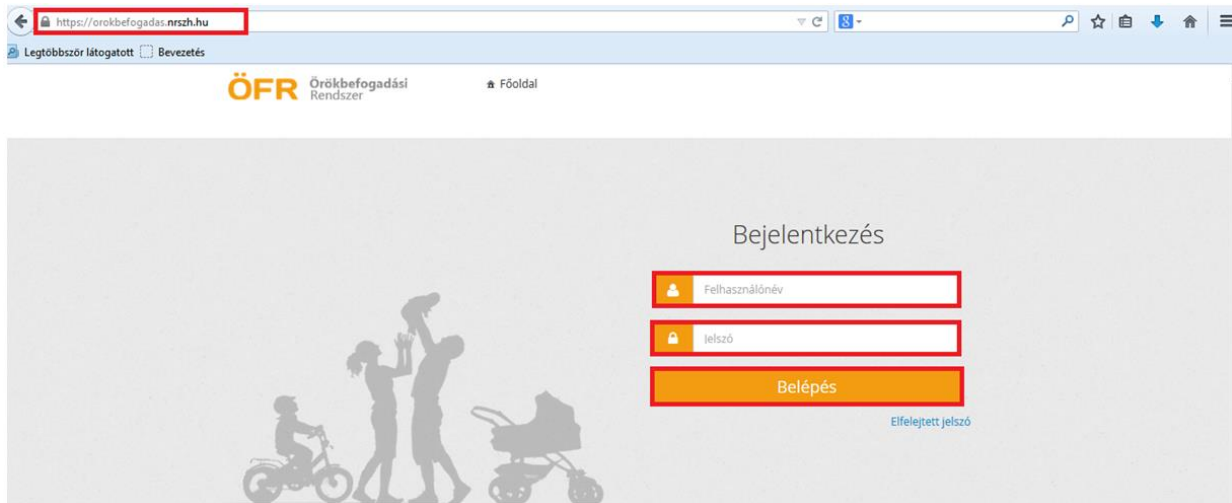 https://orokbefogadas.nrszh.hu
Legtöbbször látogatott Bevezetés
ÖFR Örökbefogadási
Rendszer
Főoldal
Bejelentkezés
Felhasználónév
Jelszó
Belépés
Elfelejtett jelszó